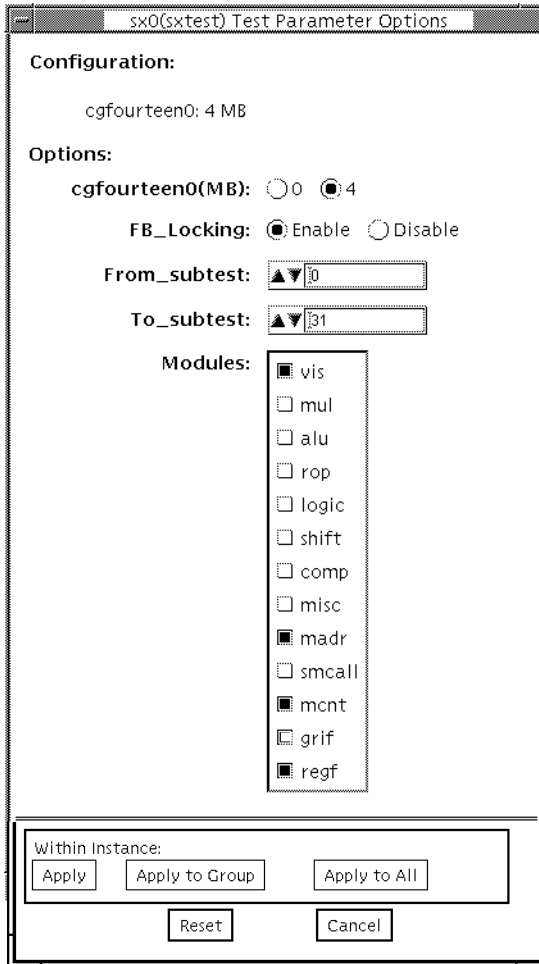 sx0(sxtest) Test Parameter Options
Configuration:
cgfourteen0: 4 MB
Options:
cgfourteen0(MB): 0 4
FB_Locking: Enable Disable
From_subtest: 0
To_subtest: 31
Modules:
vis
mul
alu
rop
logic
shift
comp
misc
madr
smcall
mcnt
grif
regf
Within Instance:
Apply Apply to Group Apply to All
Reset Cancel